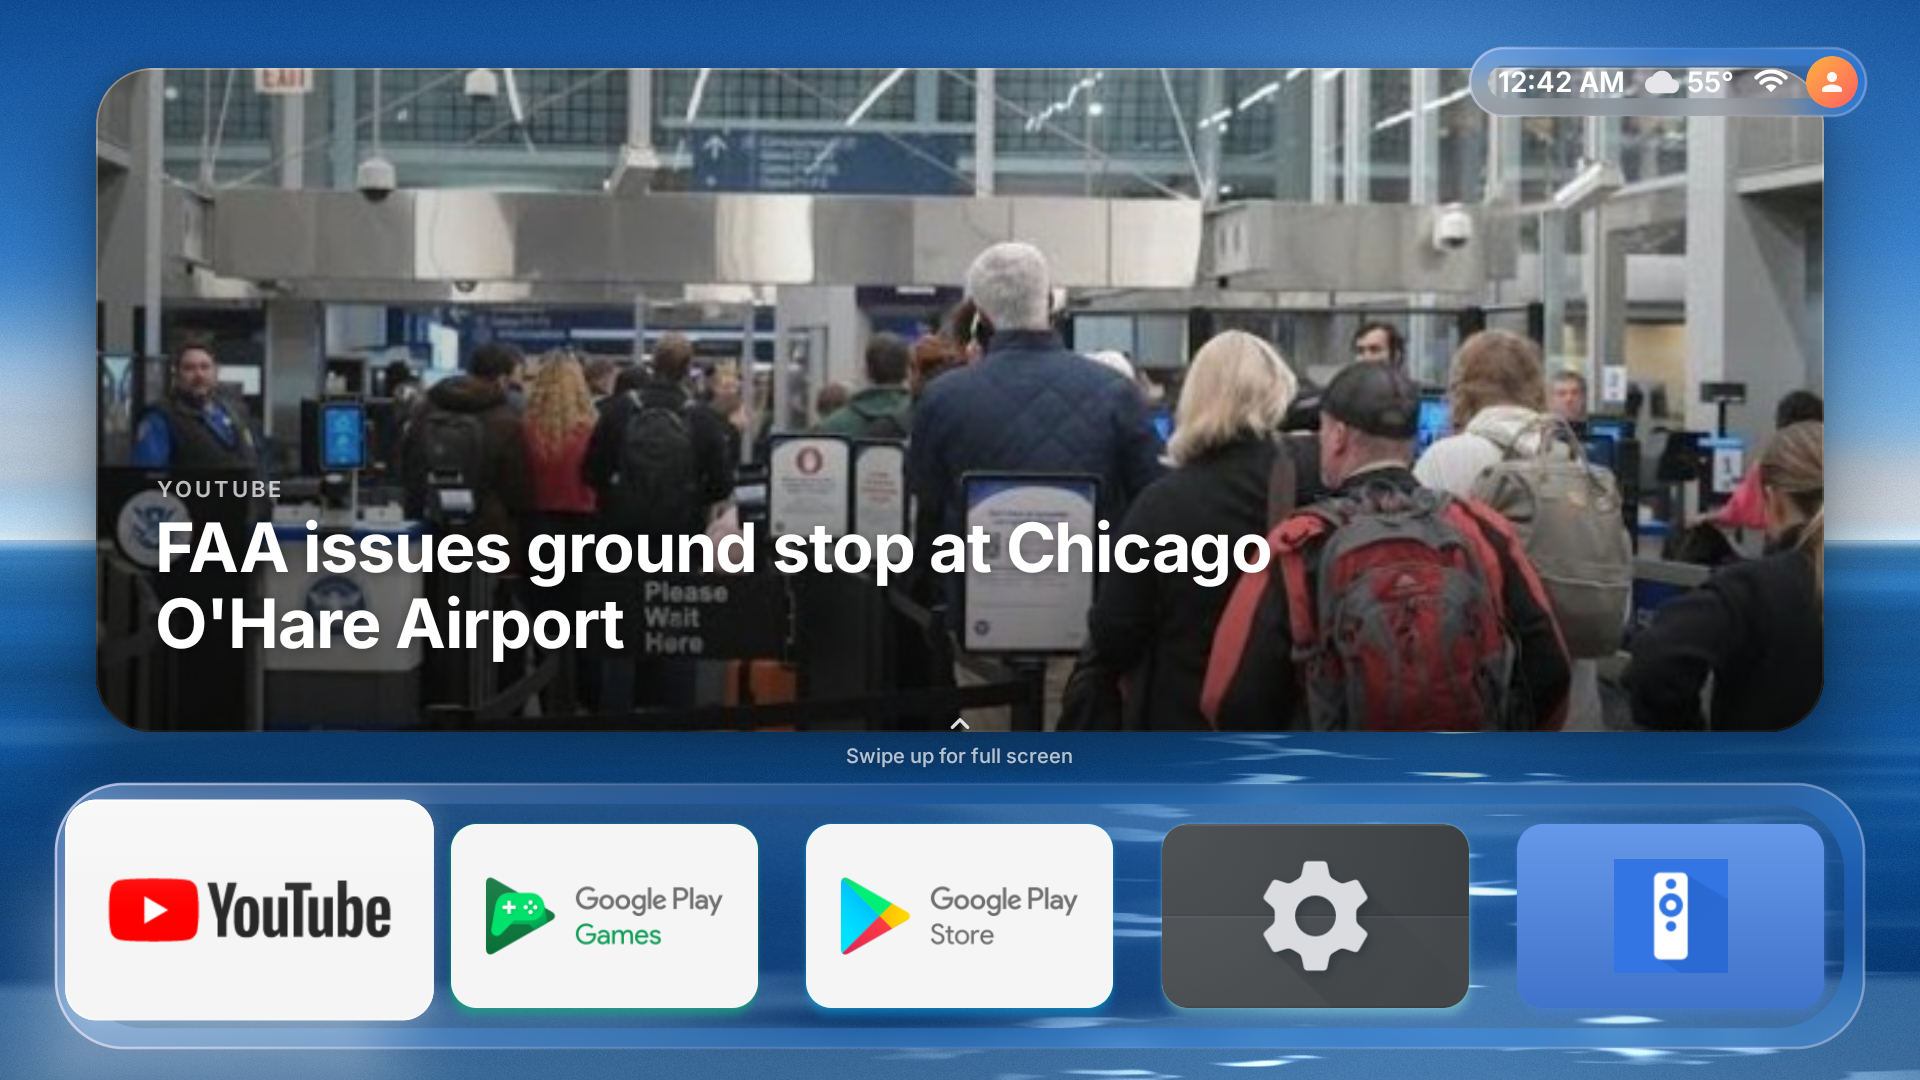 EXIT
12:42 AM 55°
YOUTUBE
FAA issues ground stop at Chicago
O'Hare Airport
Please
Wait
Here
Swipe up for full screen
YouTube
Google Play
Games
Google Play
Store